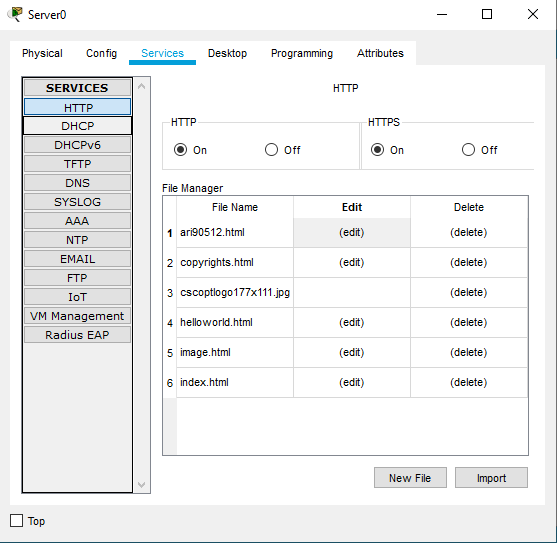 Server0
Physical Config Services Desktop Programming Attributes
SERVICES
HTTP
DHCP
DHCPv6
TFTP
DNS
SYSLOG
AAA
NTP
EMAIL
FTP
IoT
VM Management
Radius EAP
HTTP
HTTP HTTPS
On Off On Off
File Manager
File Name Edit Delete
1 ari90512.html (edit) (delete)
2 copyrights.html (edit) (delete)
3 cscoptlogo177x111.jpg (delete)
4 helloworld.html (edit) (delete)
5 image.html (edit) (delete)
6 index.html (edit) (delete)
New File Import
Top